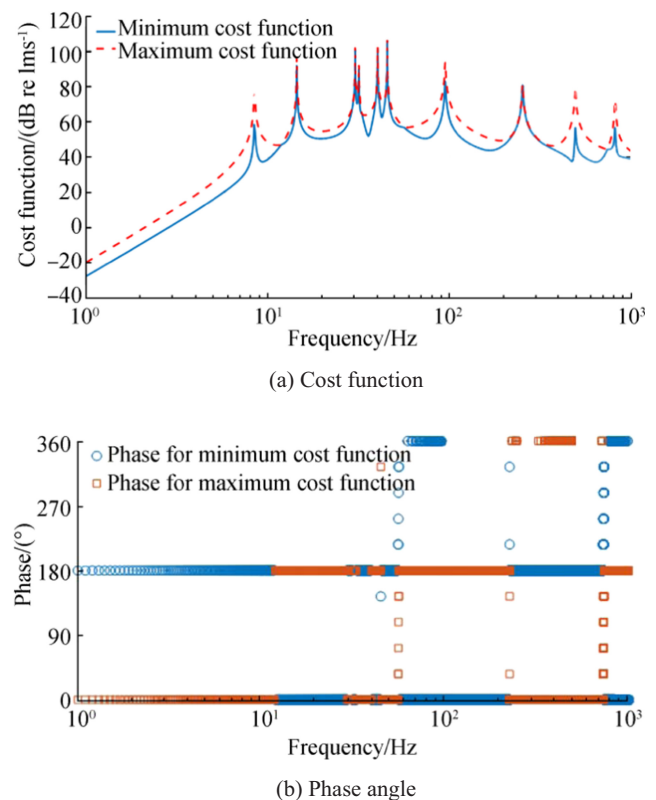 120
100
80
60
40
20
0
−20
−40
Cost function/(dB re lms⁻¹)
Minimum cost function
Maximum cost function
10⁰ 10¹ 10² 10³
Frequency/Hz
(a) Cost function
360
270
180
90
0
Phase/(°)
Phase for minimum cost function
Phase for maximum cost function
10⁰ 10¹ 10² 10³
Frequency/Hz
(b) Phase angle